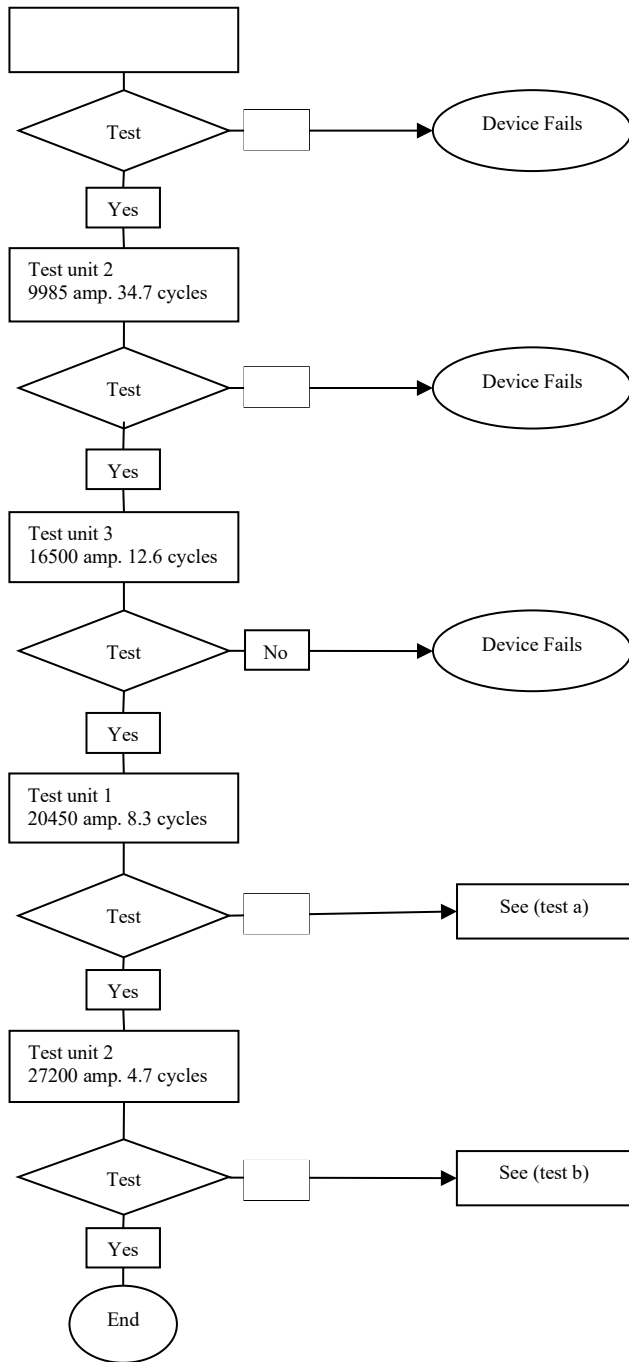 Test
Device Fails
Yes
Test unit 2
9985 amp. 34.7 cycles
Test
Device Fails
Yes
Test unit 3
16500 amp. 12.6 cycles
Test
No
Device Fails
Yes
Test unit 1
20450 amp. 8.3 cycles
Test
See (test a)
Yes
Test unit 2
27200 amp. 4.7 cycles
Test
See (test b)
Yes
End